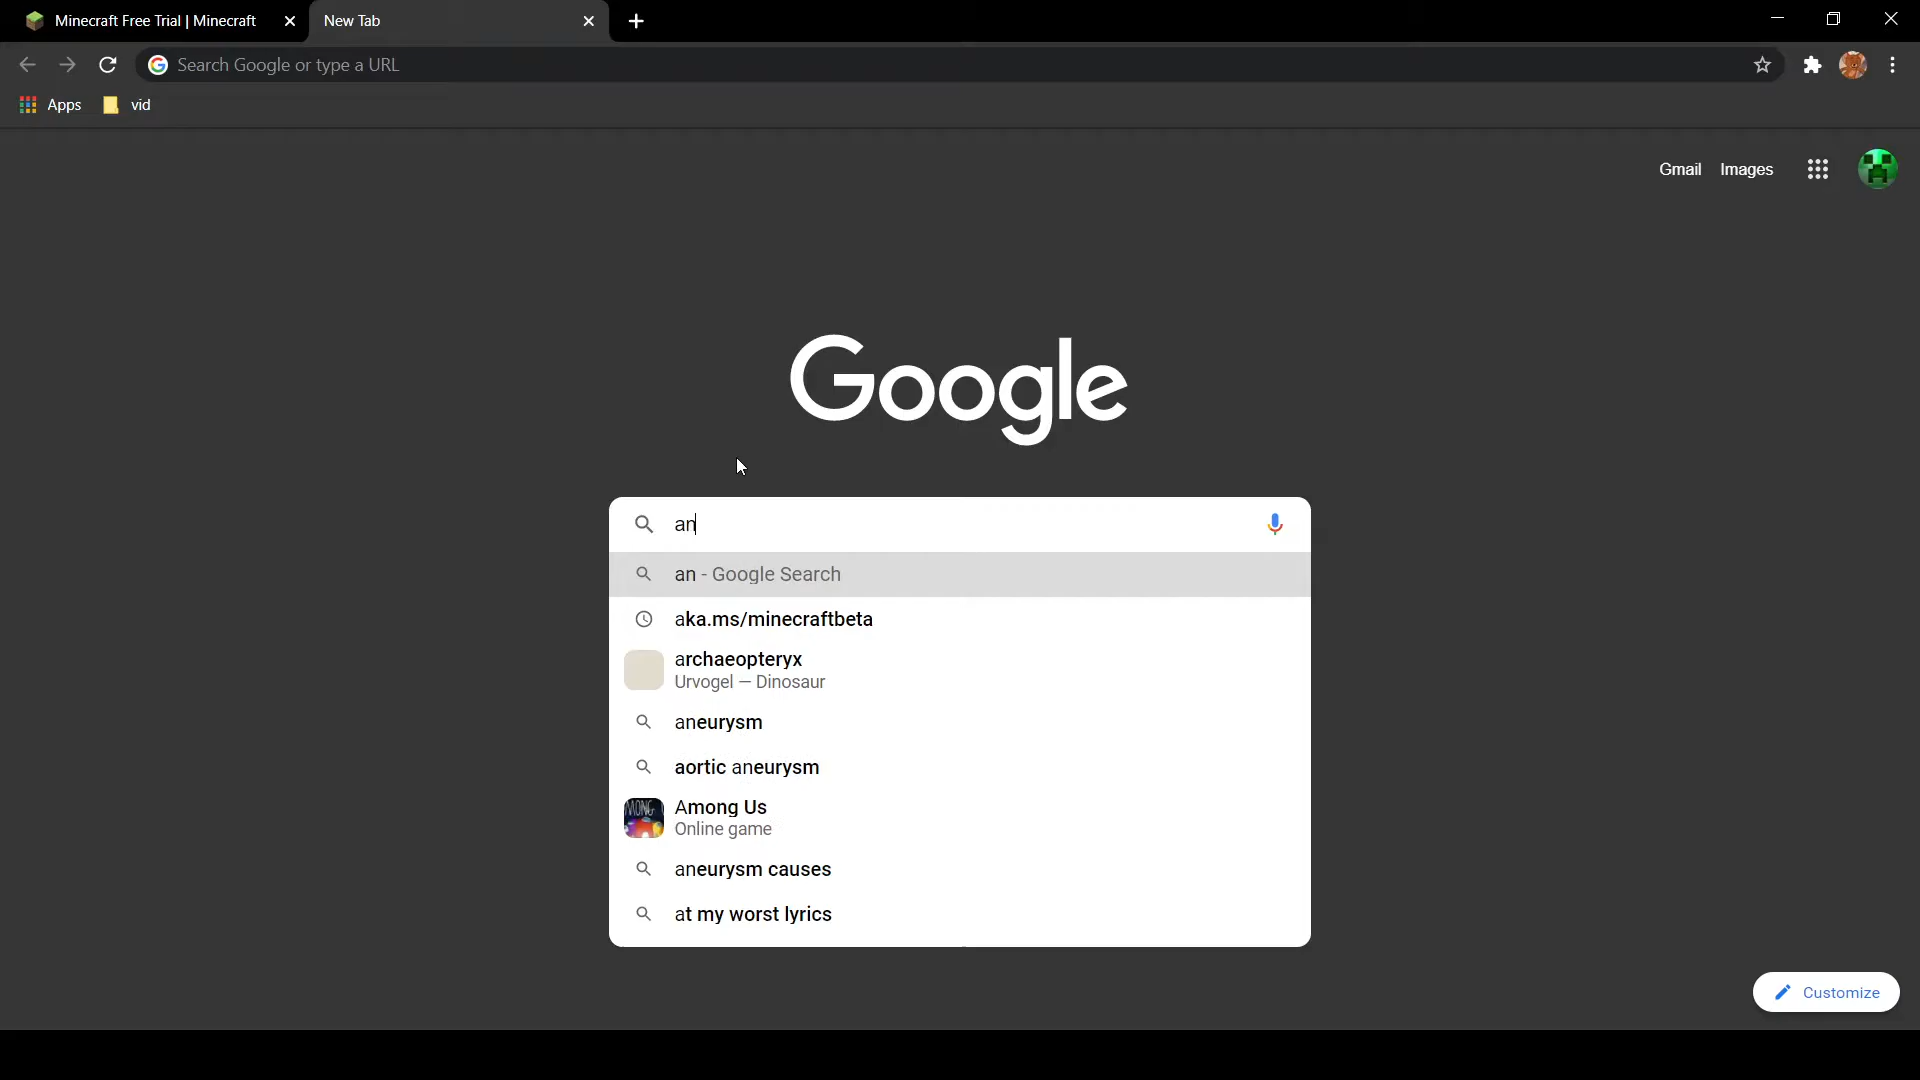 Minecraft Free Trial | Minecraft
New Tab
Search Google or type a URL
Apps
vid
Gmail
Images
Google
an
an - Google Search
aka.ms/minecraftbeta
archaeopteryx
Urvogel — Dinosaur
aneurysm
aortic aneurysm
Among Us
Online game
aneurysm causes
at my worst lyrics
Customize